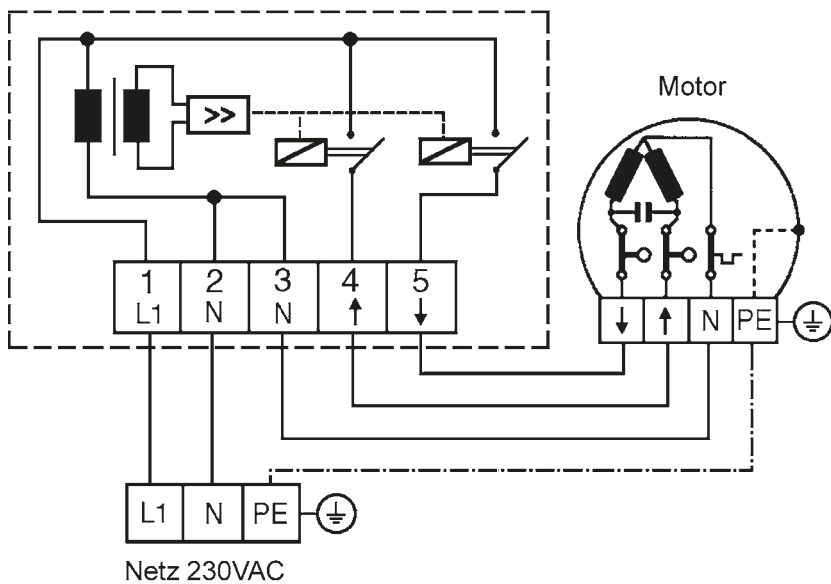 Motor
>>
1 2 3 4 5
L1 N N ↑ ↓
↓ ↑ N PE
L1 N PE
Netz 230VAC